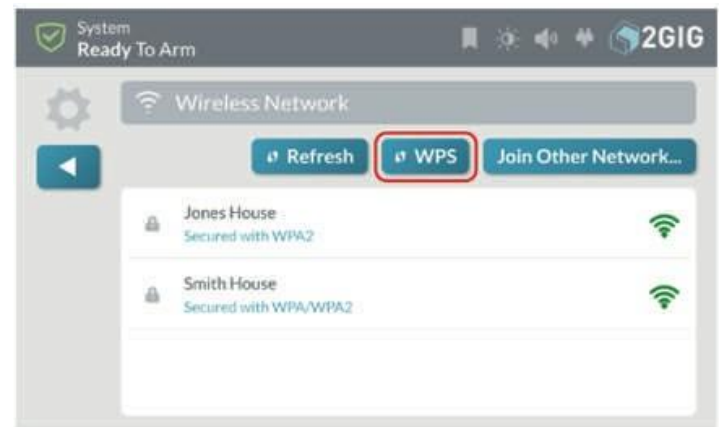 System
Ready To Arm
2GIG
Wireless Network
Refresh
WPS
Join Other Network...
Jones House
Secured with WPA2
Smith House
Secured with WPA/WPA2